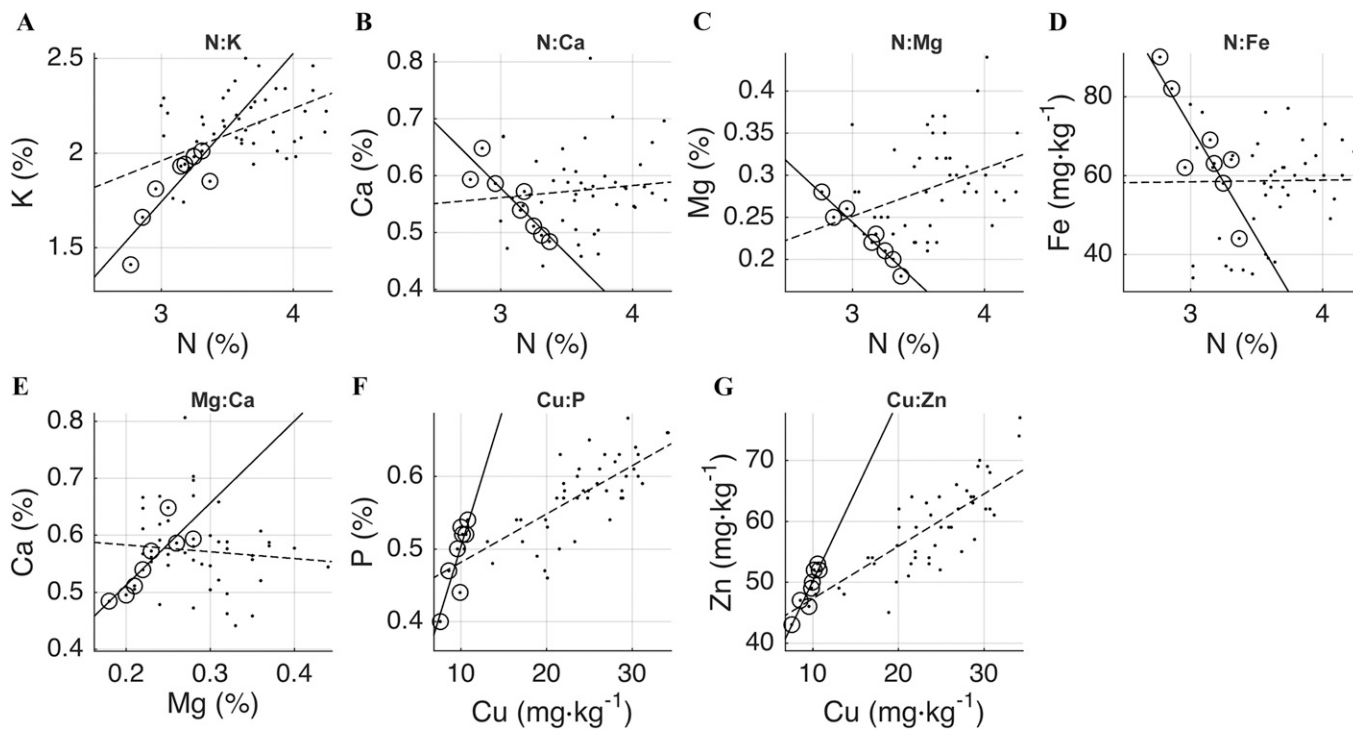 A
N:K
K (%)
2.5
2
1.5
3
4
N (%)
B
N:Ca
Ca (%)
0.8
0.7
0.6
0.5
0.4
3
4
N (%)
C
N:Mg
Mg (%)
0.4
0.35
0.3
0.25
0.2
3
4
N (%)
D
N:Fe
Fe (mg·kg⁻¹)
80
60
40
3
4
N (%)
E
Mg:Ca
Ca (%)
0.8
0.7
0.6
0.5
0.4
0.2
0.3
0.4
Mg (%)
F
Cu:P
P (%)
0.6
0.5
0.4
10
20
30
Cu (mg·kg⁻¹)
G
Cu:Zn
Zn (mg·kg⁻¹)
70
60
50
40
10
20
30
Cu (mg·kg⁻¹)